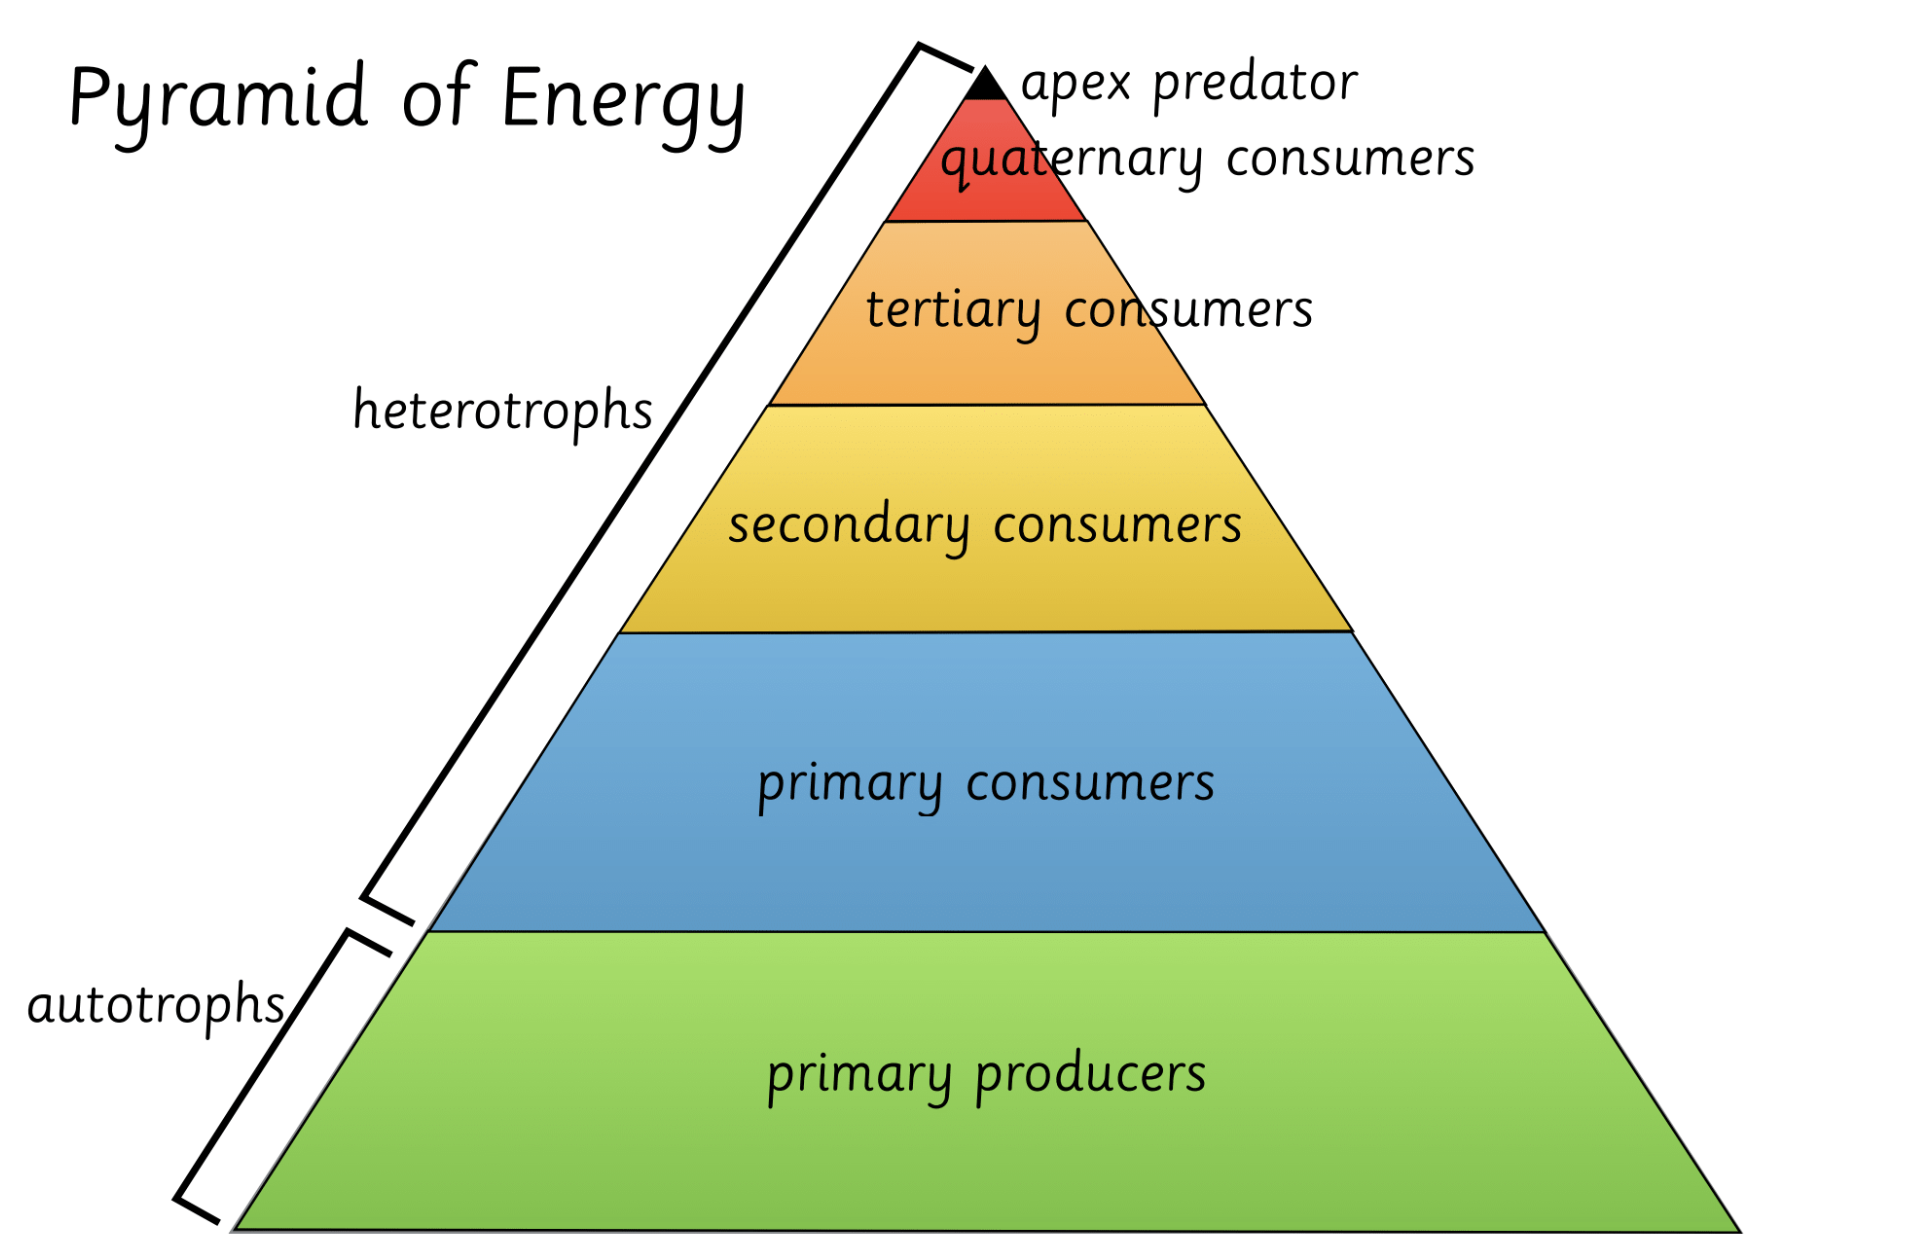 Pyramid of Energy
apex predator
quaternary consumers
tertiary consumers
heterotrophs
secondary consumers
primary consumers
autotrophs
primary producers